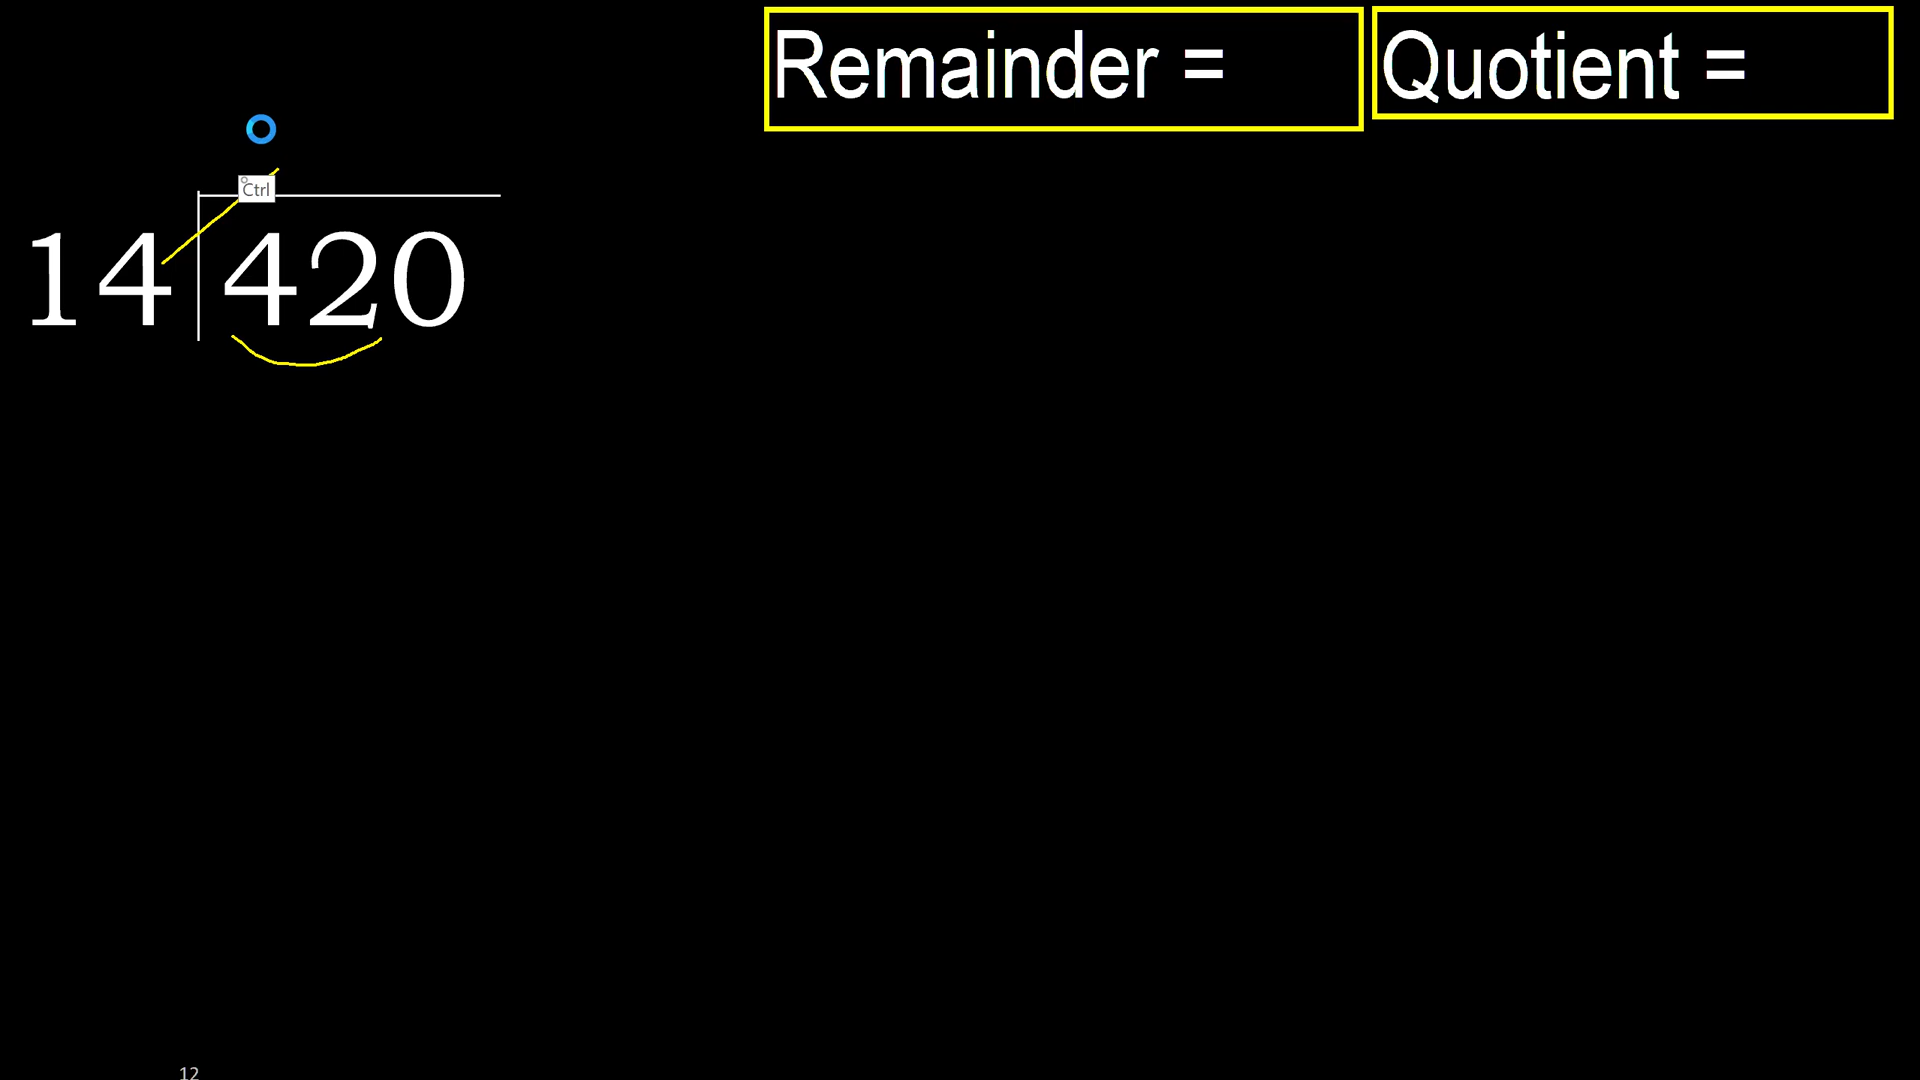 Remainder =
Quotient =
Ctrl
14 420
12